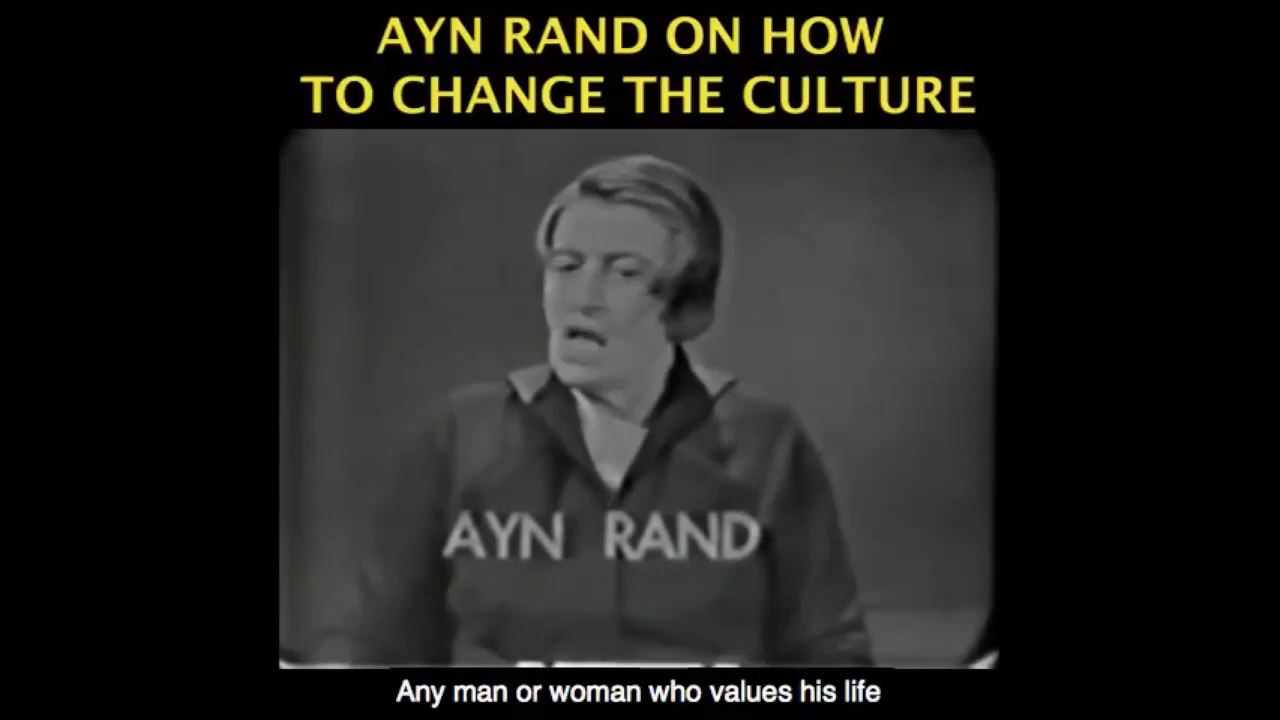 AYN RAND ON HOW
TO CHANGE THE CULTURE
AYN RAND
Any man or woman who values his life